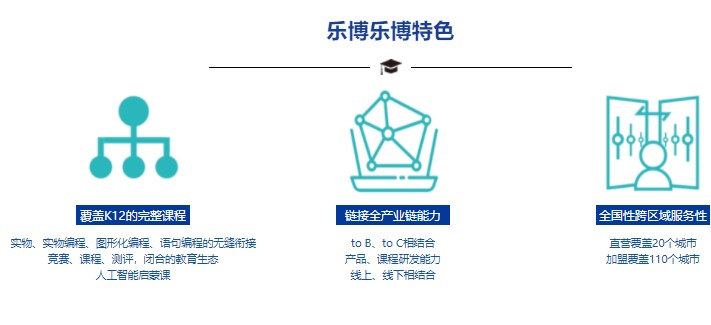 乐博乐博特色
覆盖K12的完整课程
实物、实物编程、图形化编程、语句编程的无缝衔接
竞赛、课程、测评，闭合的教育生态
人工智能启蒙课
链接全产业链能力
to B、to C相结合
产品、课程研发能力
线上、线下相结合
全国性跨区域服务性
直营覆盖20个城市
加盟覆盖110个城市